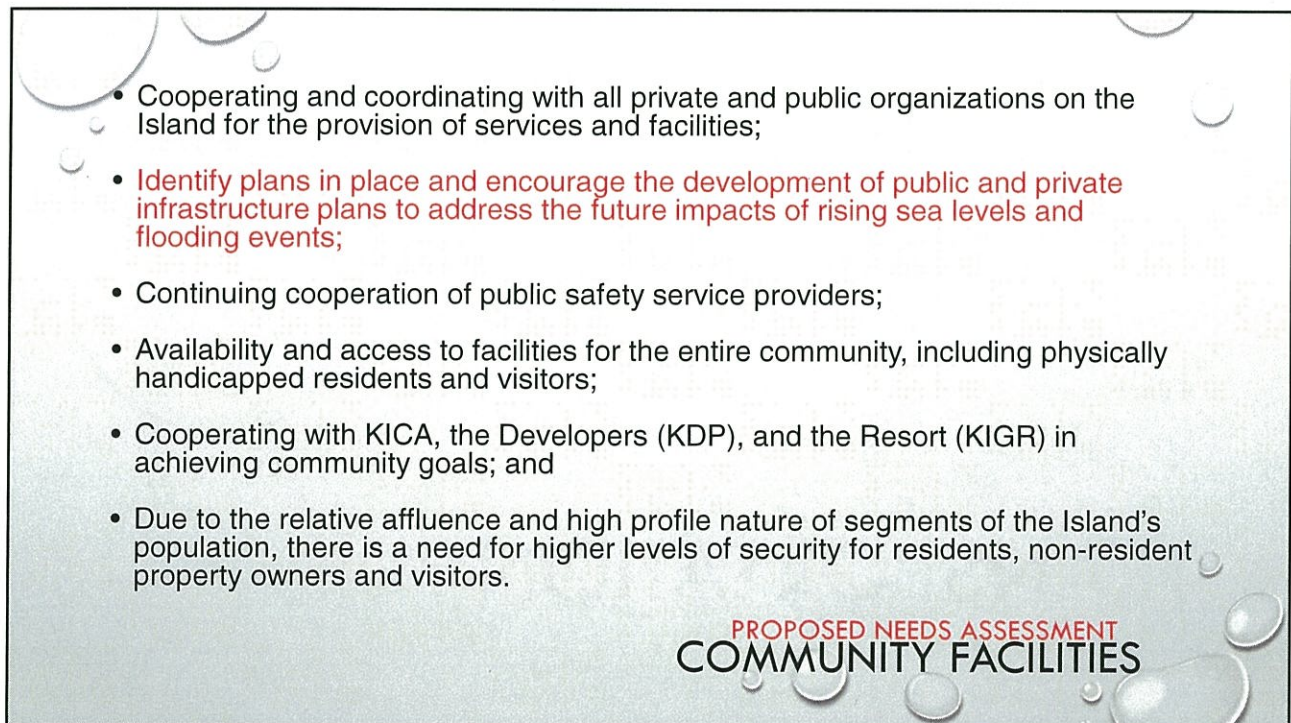 • Cooperating and coordinating with all private and public organizations on the
Island for the provision of services and facilities;
• Identify plans in place and encourage the development of public and private
infrastructure plans to address the future impacts of rising sea levels and
flooding events;
• Continuing cooperation of public safety service providers;
• Availability and access to facilities for the entire community, including physically
handicapped residents and visitors;
• Cooperating with KICA, the Developers (KDP), and the Resort (KIGR) in
achieving community goals; and
• Due to the relative affluence and high profile nature of segments of the Island's
population, there is a need for higher levels of security for residents, non-resident
property owners and visitors.
PROPOSED NEEDS ASSESSMENT
COMMUNITY FACILITIES